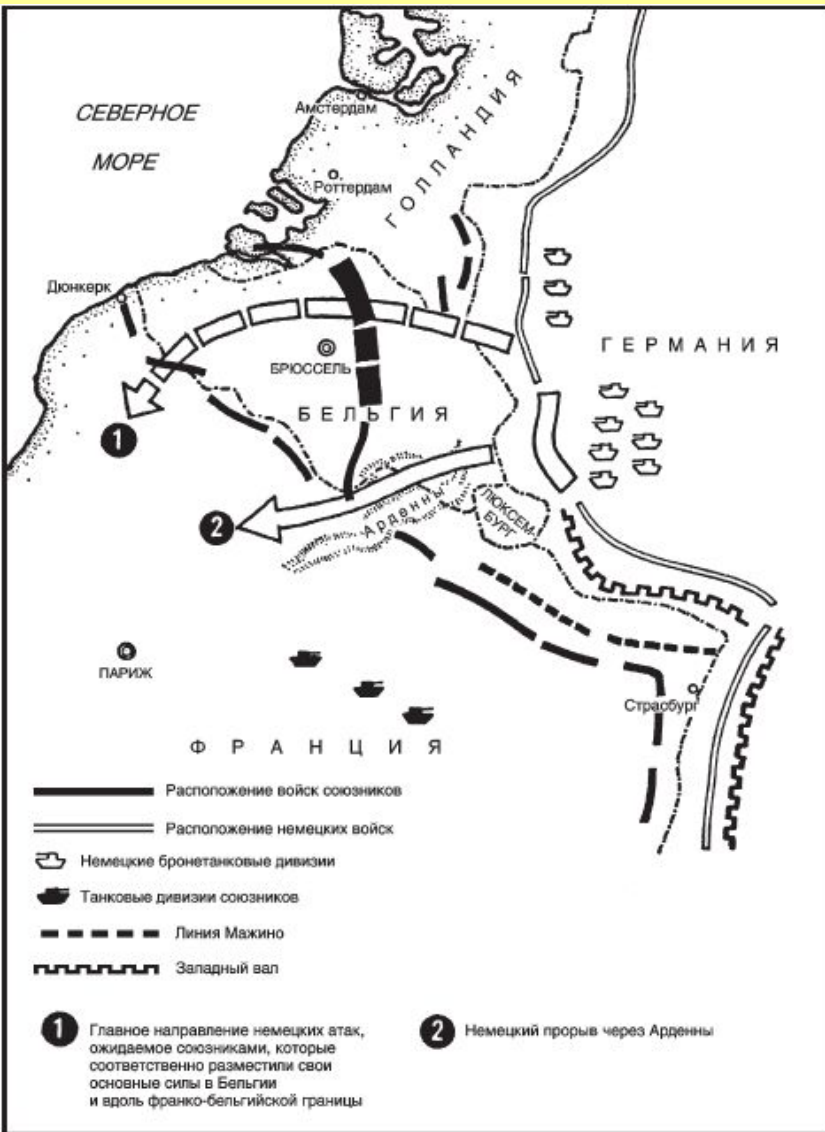 СЕВЕРНОЕ
МОРЕ
Амстердам
ГОЛЛАНДИЯ
Роттердам
Дюнкерк
ГЕРМАНИЯ
БРЮССЕЛЬ
БЕЛЬГИЯ
1
2
Арденны
ЛЮКСЕМ-
БУРГ
ПАРИЖ
Страсбург
ФРАНЦИЯ
Расположение войск союзников
Расположение немецких войск
Немецкие бронетанковые дивизии
Танковые дивизии союзников
Линия Мажино
Западный вал
1 Главное направление немецких атак,
ожидаемое союзниками, которые
соответственно разместили свои
основные силы в Бельгии
и вдоль франко-бельгийской границы
2 Немецкий прорыв через Арденны